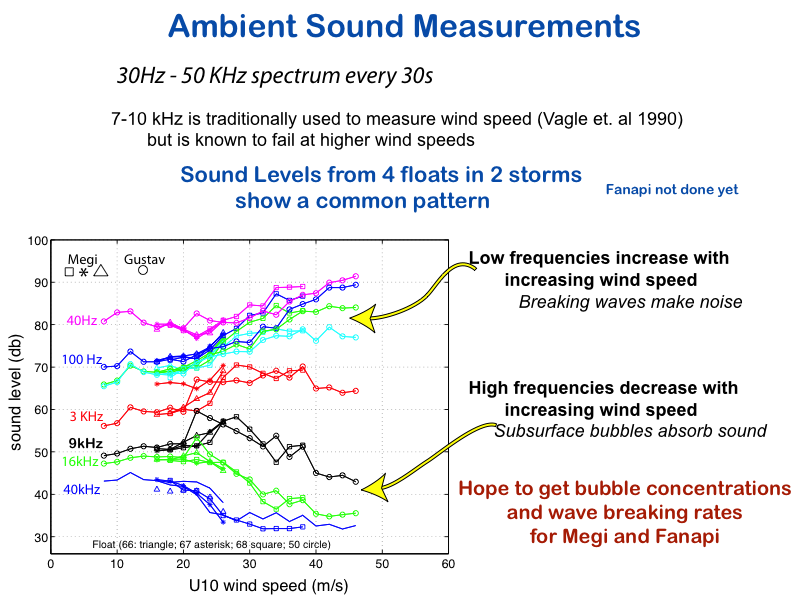 Ambient Sound Measurements
30Hz - 50 KHz spectrum every 30s
7-10 kHz is traditionally used to measure wind speed (Vagle et. al 1990)
but is known to fail at higher wind speeds
Sound Levels from 4 floats in 2 storms
show a common pattern
Fanapi not done yet
100
90
80
70
60
50
40
30
sound level (db)
Megi
Gustav
40Hz
100 Hz
3 KHz
9kHz
16kHz
40kHz
Float (66: triangle; 67 asterisk; 68 square; 50 circle)
0 10 20 30 40 50 60
U10 wind speed (m/s)
Low frequencies increase with
increasing wind speed
Breaking waves make noise
High frequencies decrease with
increasing wind speed
Subsurface bubbles absorb sound
Hope to get bubble concentrations
and wave breaking rates
for Megi and Fanapi